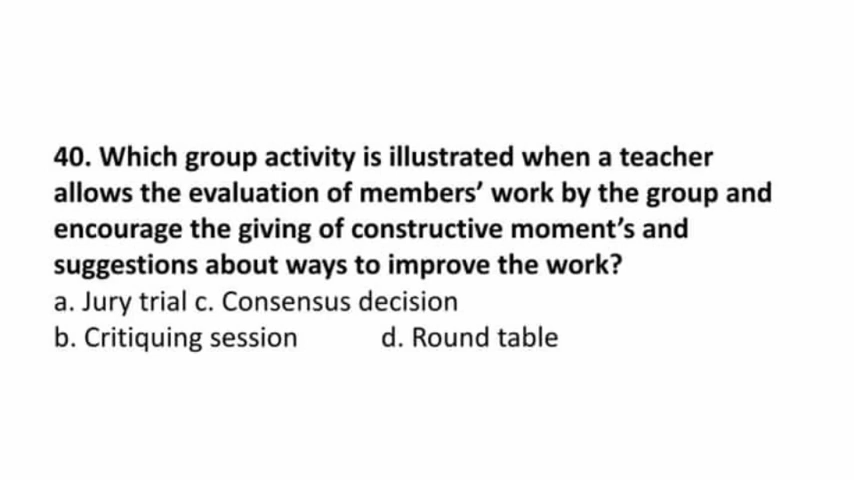 40. Which group activity is illustrated when a teacher
allows the evaluation of members’ work by the group and
encourage the giving of constructive moment’s and
suggestions about ways to improve the work?
a. Jury trial c. Consensus decision
b. Critiquing session d. Round table